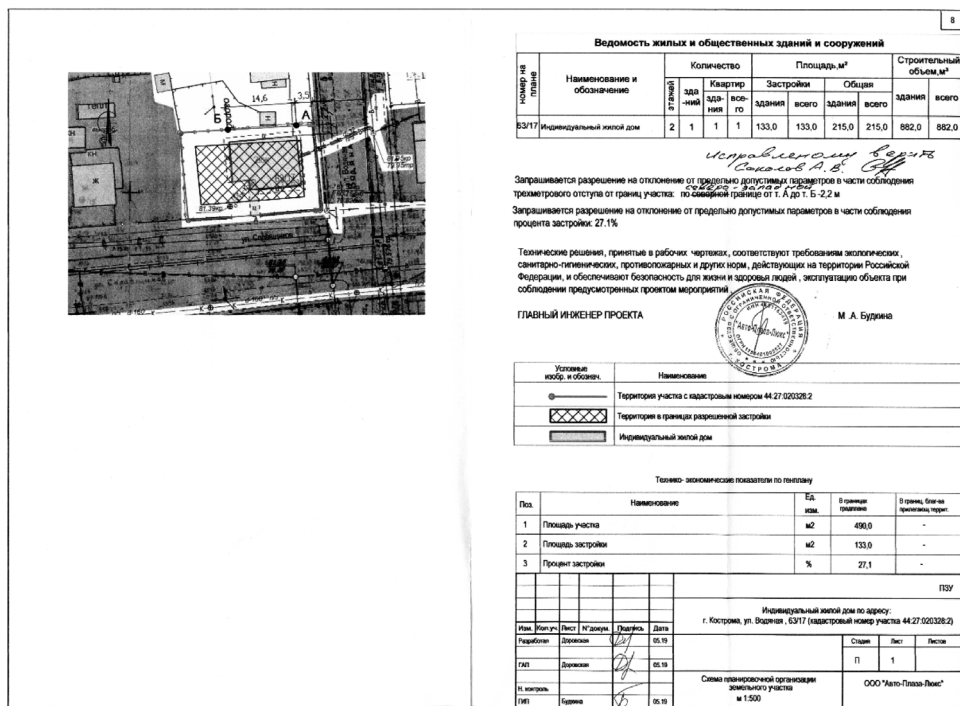 8
14,6
3,5
Б
А
кн
ж
н
Ведомость жилых и общественных зданий и сооружений
номер на плане
Наименование и обозначение
этажей
Количество
Площадь,м²
Строительный объем,м³
зда-ний
Квартир
Застройки
Общая
зда-ния
все-го
здания
всего
здания
всего
здания
всего
63/17 Индивидуальный жилой дом 2 1 1 1 133,0 133,0 215,0 215,0 882,0 882,0
исправленому верить
Соколов А.В.
Запрашивается разрешение на отклонение от предельно допустимых параметров в части соблюдения
северо-западной
трехметрового отступа от границ участка: по северной границе от т. А до т. Б -2,2 м
Запрашивается разрешение на отклонение от предельно допустимых параметров в части соблюдения
процента застройки: 27.1%
Технические решения, принятые в рабочих чертежах, соответствуют требованиям экологических,
санитарно-гигиенических, противопожарных и других норм, действующих на территории Российской
Федерации, и обеспечивают безопасность для жизни и здоровья людей, эксплуатацию объекта при
соблюдении предусмотренных проектом мероприятий.
ГЛАВНЫЙ ИНЖЕНЕР ПРОЕКТА
М .А. Будкина
РОССИЙСКАЯ ФЕДЕРАЦИЯ
"Авто-Плаза-Люкс"
г. КОСТРОМА
Условные изобр. и обознач.
Наименование
Территория участка с кадастровым номером 44:27:020328:2
Территория в границах разрешенной застройки
Индивидуальный жилой дом
Технико- экономические показатели по генплану
Поз. Наименование Ед. изм. В границах градплана В границ. благ-ва прилегающ.террит.
1 Площадь участка м2 490,0 -
2 Площадь застройки м2 133,0 -
3 Процент застройки % 27,1 -
ПЗУ
Индивидуальный жилой дом по адресу:
г. Кострома, ул. Водяная , 63/17 (кадастровый номер участка 44:27:020328:2)
Изм. Кол.уч. Лист N°докум. Подпись Дата
Разработал Доровская 05.19
Стадия Лист Листов
П 1
ГАП Доровская 05.19
Н. контроль
ГИП Будкина 05.19
Схема планировочной организации
земельного участка
м 1:500
ООО "Авто-Плаза-Люкс"